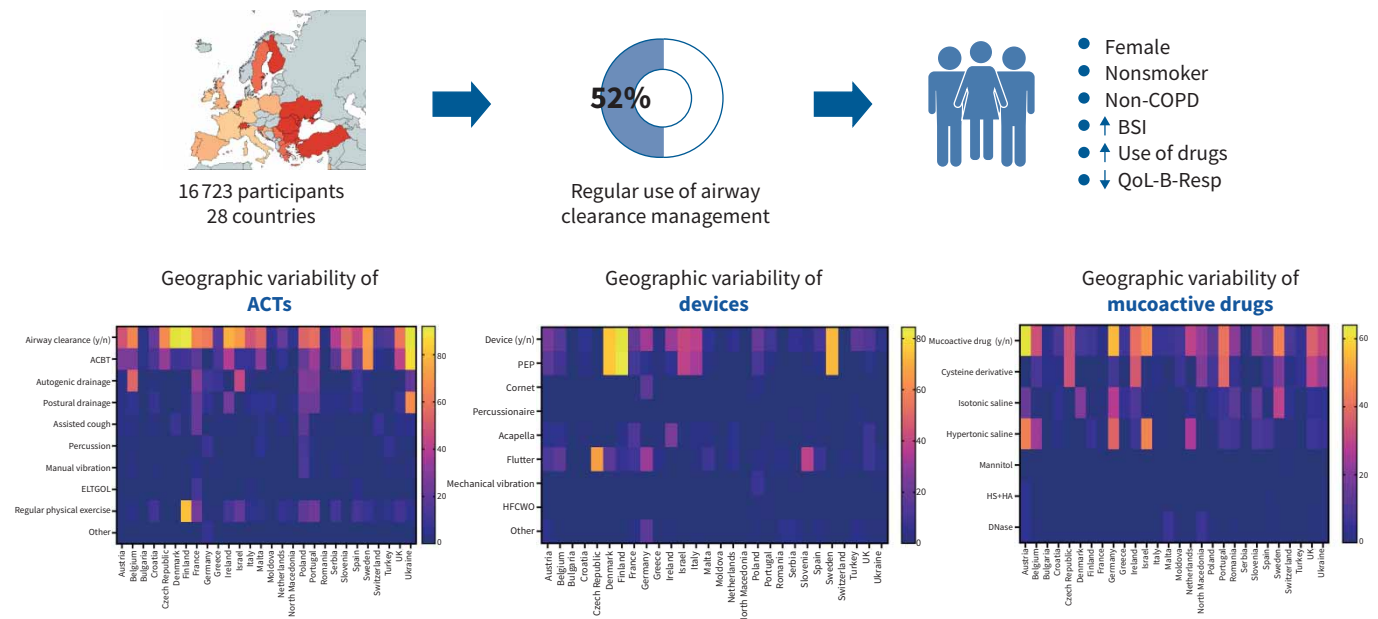 16 723 participants
28 countries
52%
Regular use of airway
clearance management
Female
Nonsmoker
Non-COPD
↑ BSI
↑ Use of drugs
↓ QoL-B-Resp
Geographic variability of
ACTs
Airway clearance (y/n)
ACBT
Autogenic drainage
Postural drainage
Assisted cough
Percussion
Manual vibration
ELTGOL
Regular physical exercise
Other
80
60
40
20
0
Austria
Belgium
Bulgaria
Croatia
Czech Republic
Denmark
Finland
France
Germany
Greece
Ireland
Israel
Italy
Malta
Moldova
Netherlands
North Macedonia
Poland
Portugal
Romania
Serbia
Slovenia
Spain
Sweden
Switzerland
Turkey
UK
Ukraine
Geographic variability of
devices
Device (y/n)
PEP
Cornet
Percussionaire
Acapella
Flutter
Mechanical vibration
HFCWO
Other
80
60
40
20
0
Austria
Belgium
Bulgaria
Croatia
Czech Republic
Denmark
Finland
France
Germany
Greece
Ireland
Israel
Italy
Malta
Moldova
Netherlands
North Macedonia
Poland
Portugal
Romania
Serbia
Slovenia
Spain
Sweden
Switzerland
Turkey
UK
Ukraine
Geographic variability of
mucoactive drugs
Mucoactive drug (y/n)
Cysteine derivative
Isotonic saline
Hypertonic saline
Mannitol
HS+HA
DNase
60
40
20
0
Austria
Belgium
Bulgaria
Croatia
Czech Republic
Denmark
Finland
France
Germany
Greece
Ireland
Israel
Italy
Malta
Moldova
Netherlands
North Macedonia
Poland
Portugal
Romania
Serbia
Slovenia
Spain
Sweden
Switzerland
Turkey
UK
Ukraine